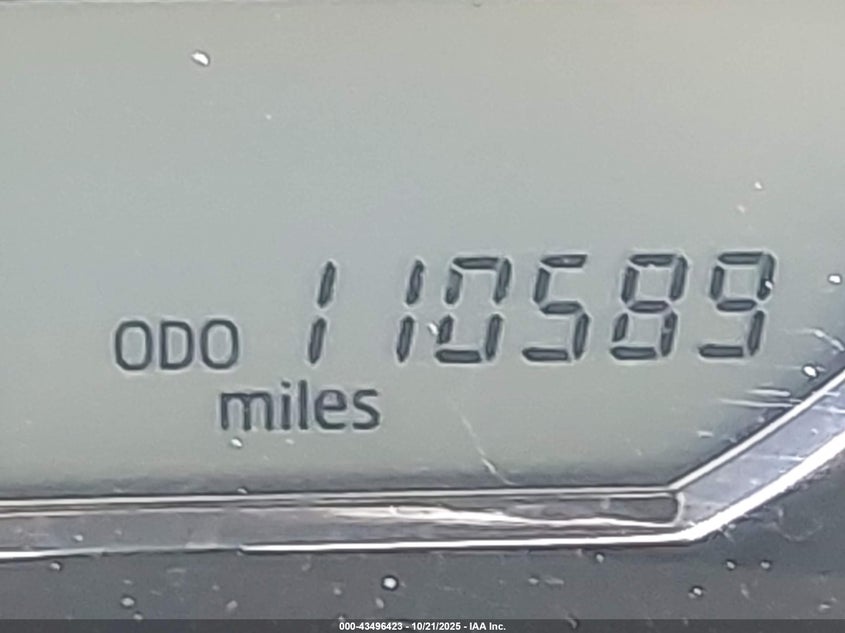 ODO 110589
miles
000-43496423 - 10/21/2025 - IAA Inc.